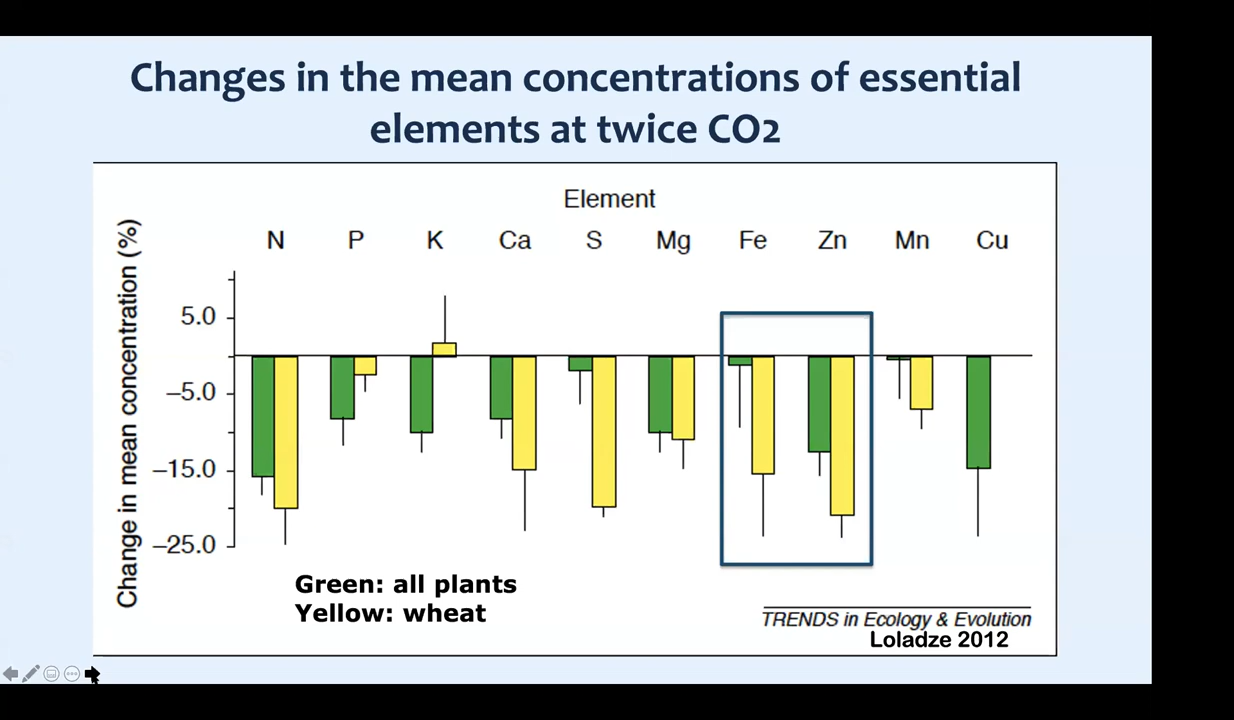 Changes in the mean concentrations of essential
elements at twice CO2
Element
N P K Ca S Mg Fe Zn Mn Cu
Change in mean concentration (%)
5.0
−5.0
−15.0
−25.0
Green: all plants
Yellow: wheat
TRENDS in Ecology & Evolution
Loladze 2012